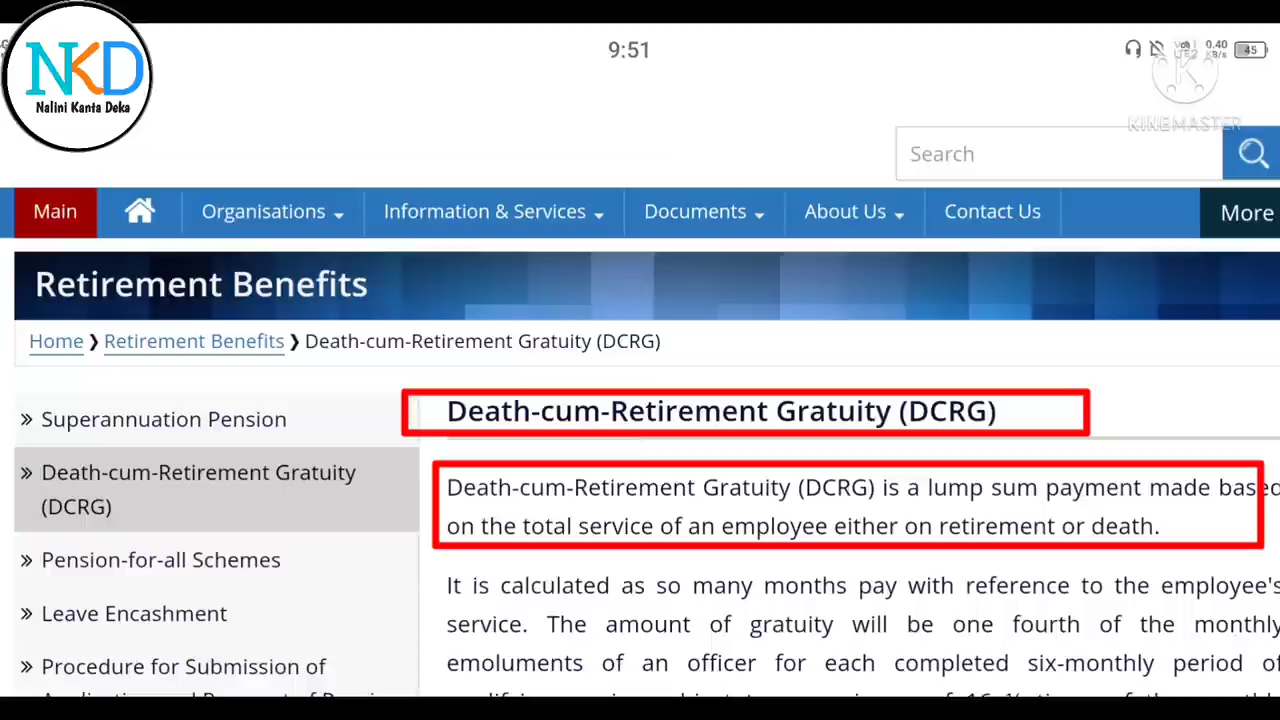 NKD
Nalini Kanta Deka
9:51
0.40
KB/s
45
KINEMASTER
Search
Main
Organisations
Information & Services
Documents
About Us
Contact Us
More
Retirement Benefits
Home ❯ Retirement Benefits ❯ Death-cum-Retirement Gratuity (DCRG)
» Superannuation Pension
» Death-cum-Retirement Gratuity
(DCRG)
» Pension-for-all Schemes
» Leave Encashment
» Procedure for Submission of
Death-cum-Retirement Gratuity (DCRG)
Death-cum-Retirement Gratuity (DCRG) is a lump sum payment made based
on the total service of an employee either on retirement or death.
It is calculated as so many months pay with reference to the employee's
service. The amount of gratuity will be one fourth of the monthly
emoluments of an officer for each completed six-monthly period of